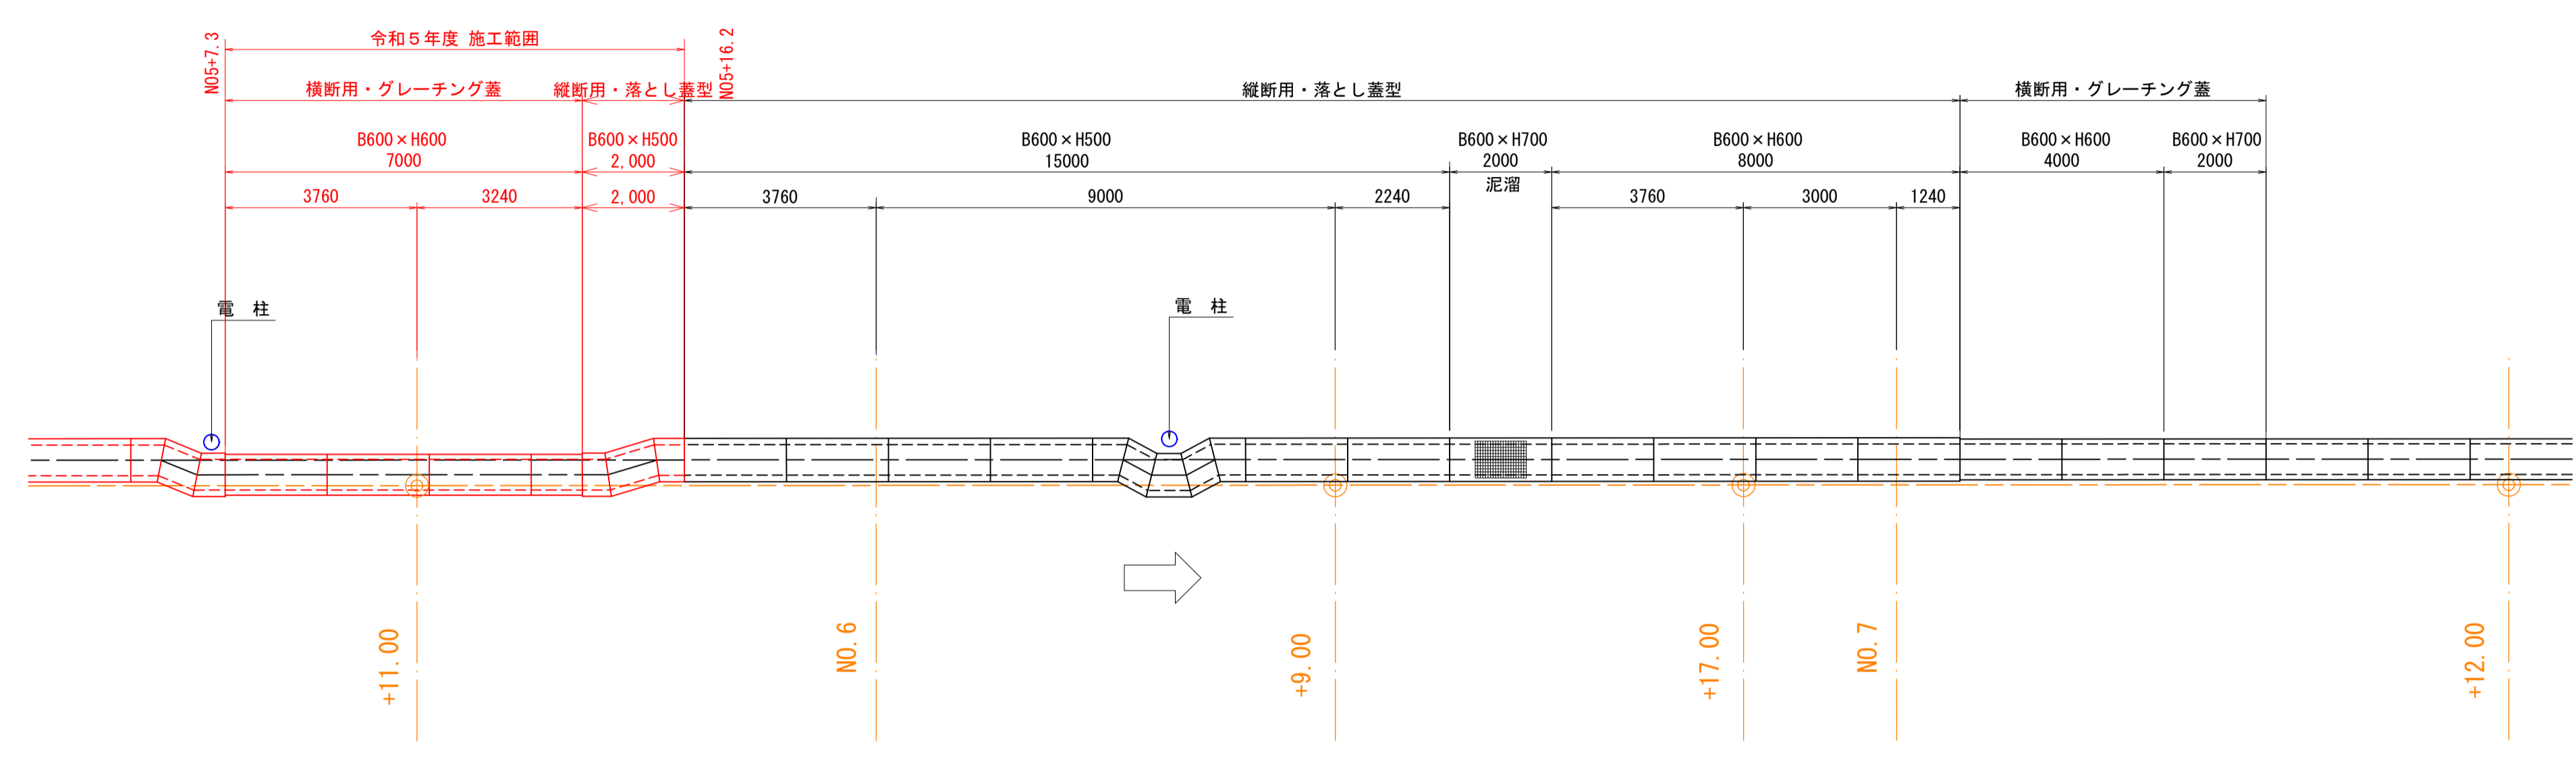 令和５年度 施工範囲
NO5+7.3
NO5+16.2
横断用・グレーチング蓋
縦断用・落とし蓋型
縦断用・落とし蓋型
横断用・グレーチング蓋
B600×H600
7000
B600×H500
2,000
B600×H500
15000
B600×H700
2000
泥溜
B600×H600
8000
B600×H600
4000
B600×H700
2000
3760
3240
2,000
3760
9000
2240
3760
3000
1240
電 柱
電 柱
+11.00
NO.6
+9.00
+17.00
NO.7
+12.00